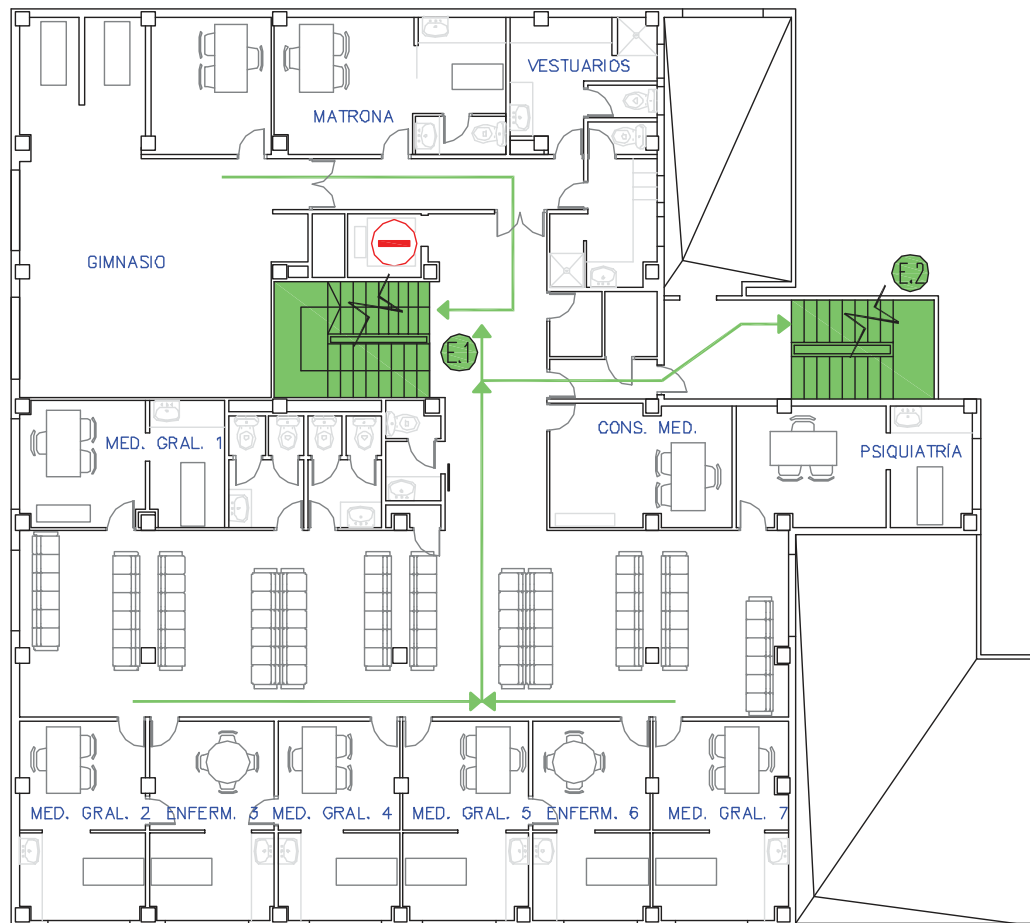 VESTUARIOS
MATRONA
GIMNASIO
E.2
E.1
CONS. MED.
MED. GRAL. 1
PSIQUIATRÍA
MED. GRAL. 2
ENFERM. 3
MED. GRAL. 4
MED. GRAL. 5
ENFERM. 6
MED. GRAL. 7